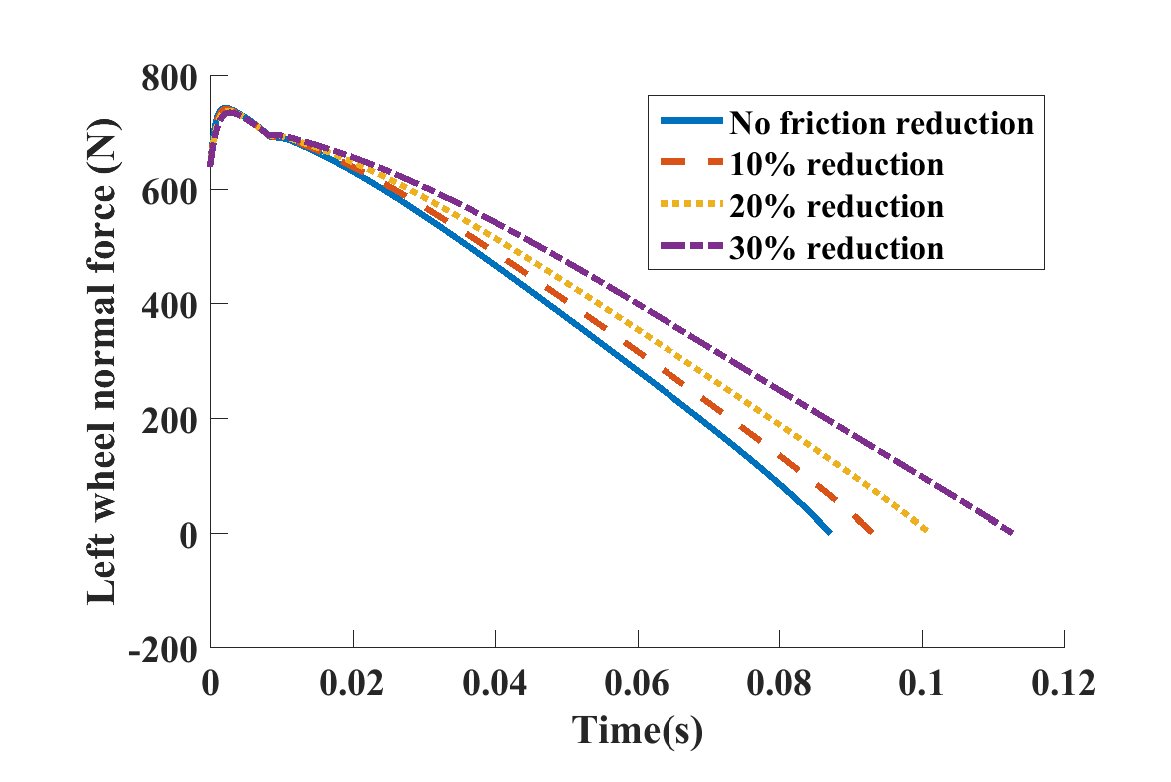 800
600
400
200
0
-200
Left wheel normal force (N)
No friction reduction
10% reduction
20% reduction
30% reduction
0 0.02 0.04 0.06 0.08 0.1 0.12
Time(s)